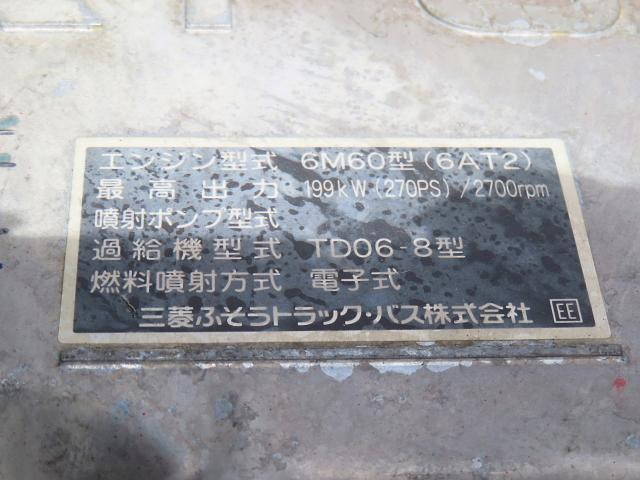 エンジン型式 6M60型(6AT2)
最高出力 199kW(270PS)/2700rpm
噴射ポンプ型式
過給機型式 TD06-8型
燃料噴射方式 電子式
三菱ふそうトラック・バス株式会社 EE